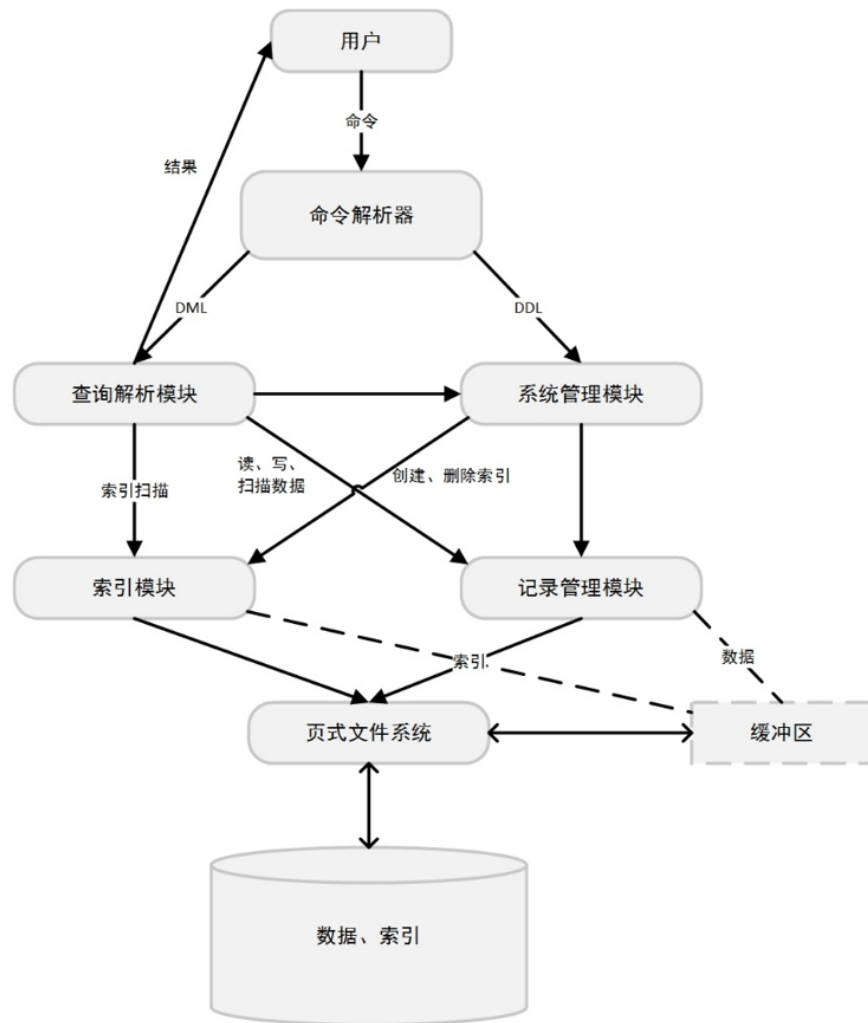 用户
命令
结果
命令解析器
DML
DDL
查询解析模块
系统管理模块
读、写、
扫描数据
创建、删除索引
索引扫描
索引模块
记录管理模块
索引
数据
页式文件系统
缓冲区
数据、索引